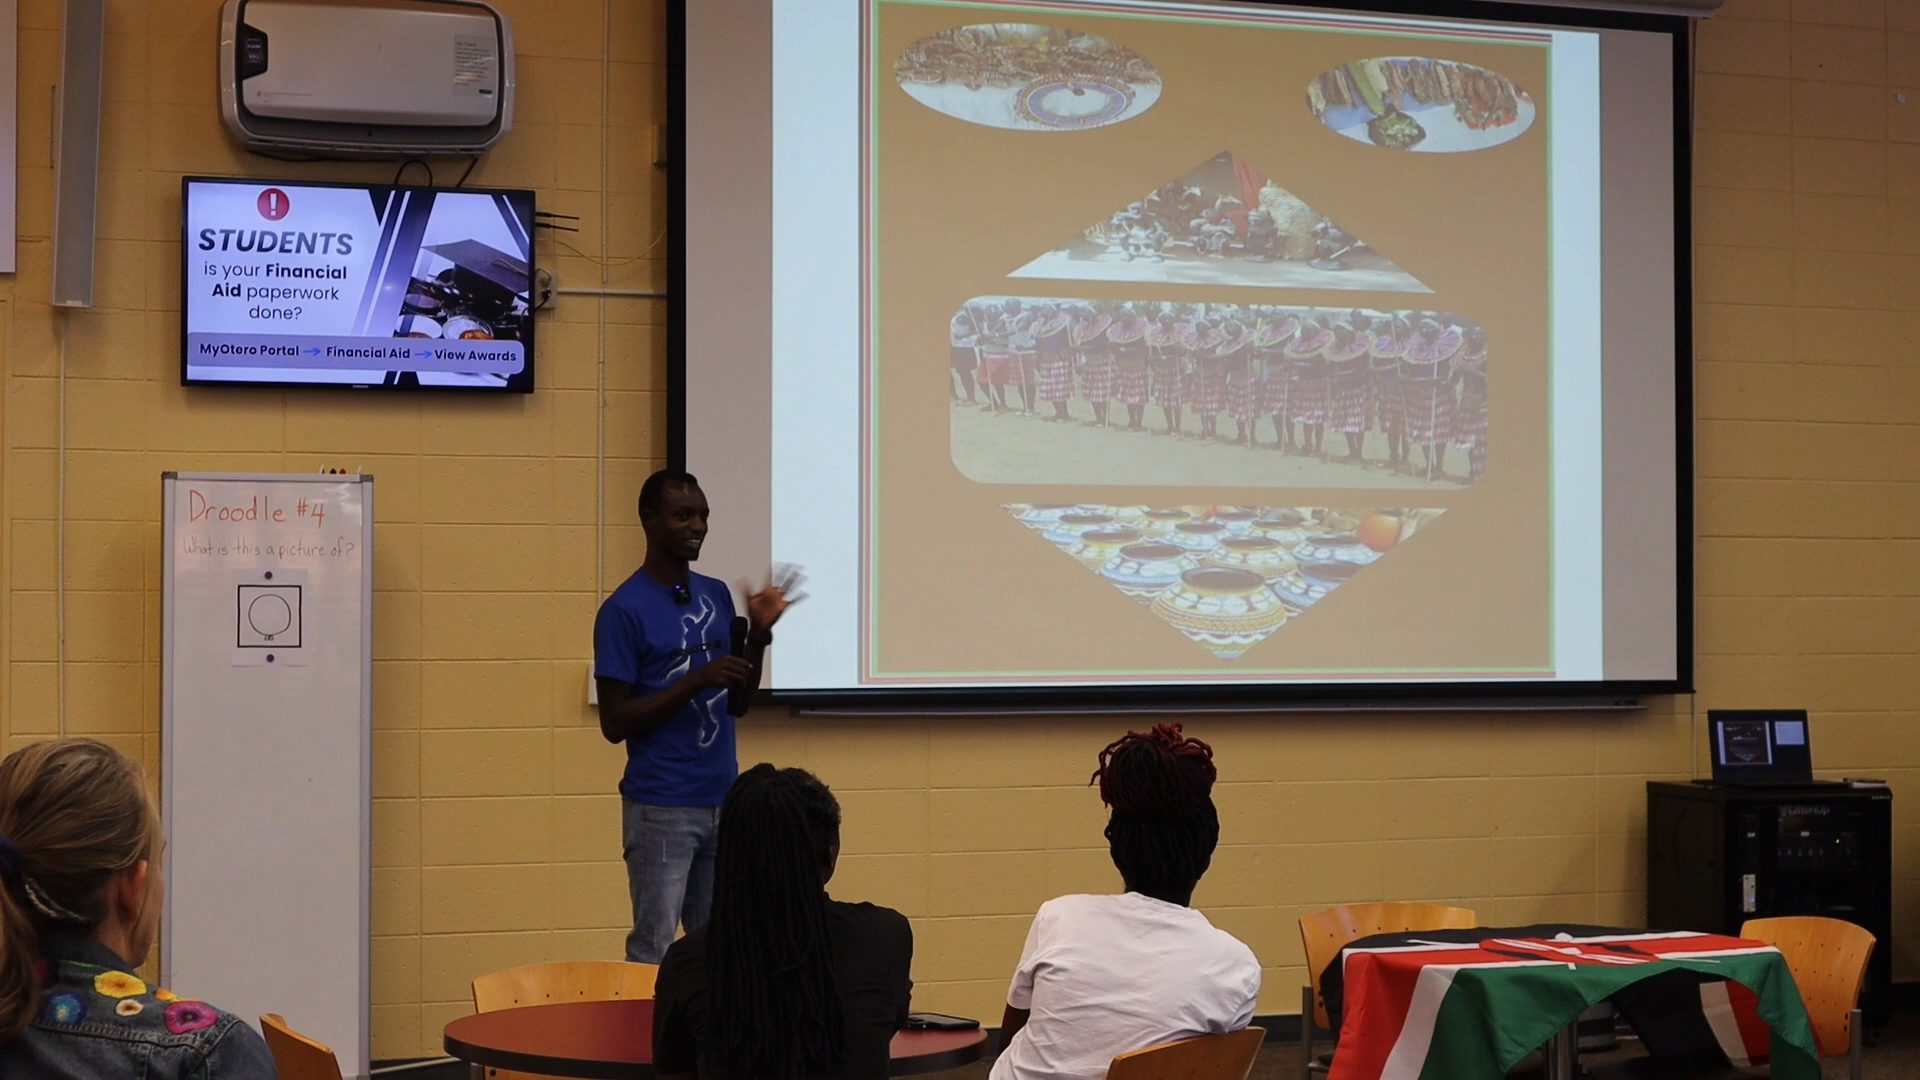 STUDENTS
is your Financial
Aid paperwork
done?
MyOtero Portal → Financial Aid → View Awards
Droodle #4
What is this a picture of?